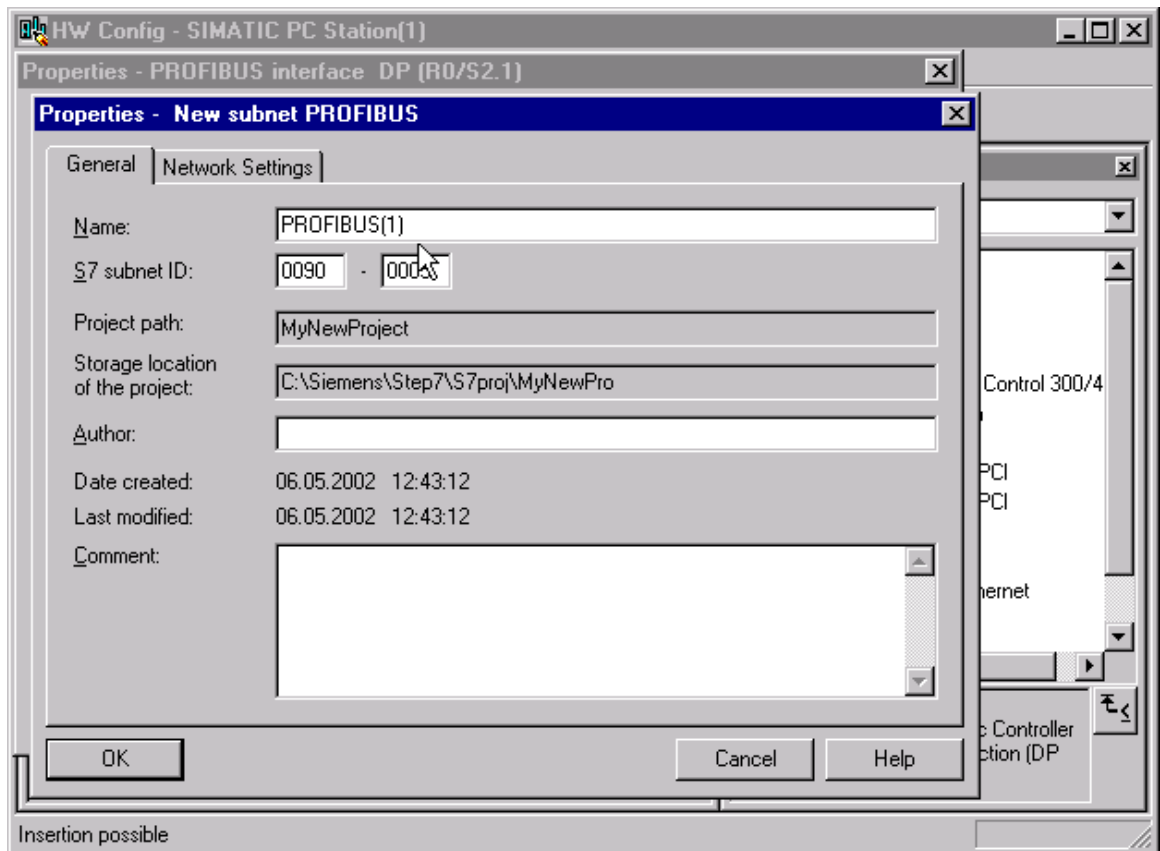 HW Config - SIMATIC PC Station(1)
Properties - PROFIBUS interface DP (R0/S2.1)
Properties - New subnet PROFIBUS
General Network Settings
Name: PROFIBUS(1)
S7 subnet ID: 0090 -
Project path: MyNewProject
Storage location
of the project: C:\Siemens\Step7\S7proj\MyNewPro
Control 300/4
Author:
PCI
Date created: 06.05.2002 12:43:12
PCI
Last modified: 06.05.2002 12:43:12
Comment:
hernet
c Controller
OK Cancel Help
ction (DP
Insertion possible